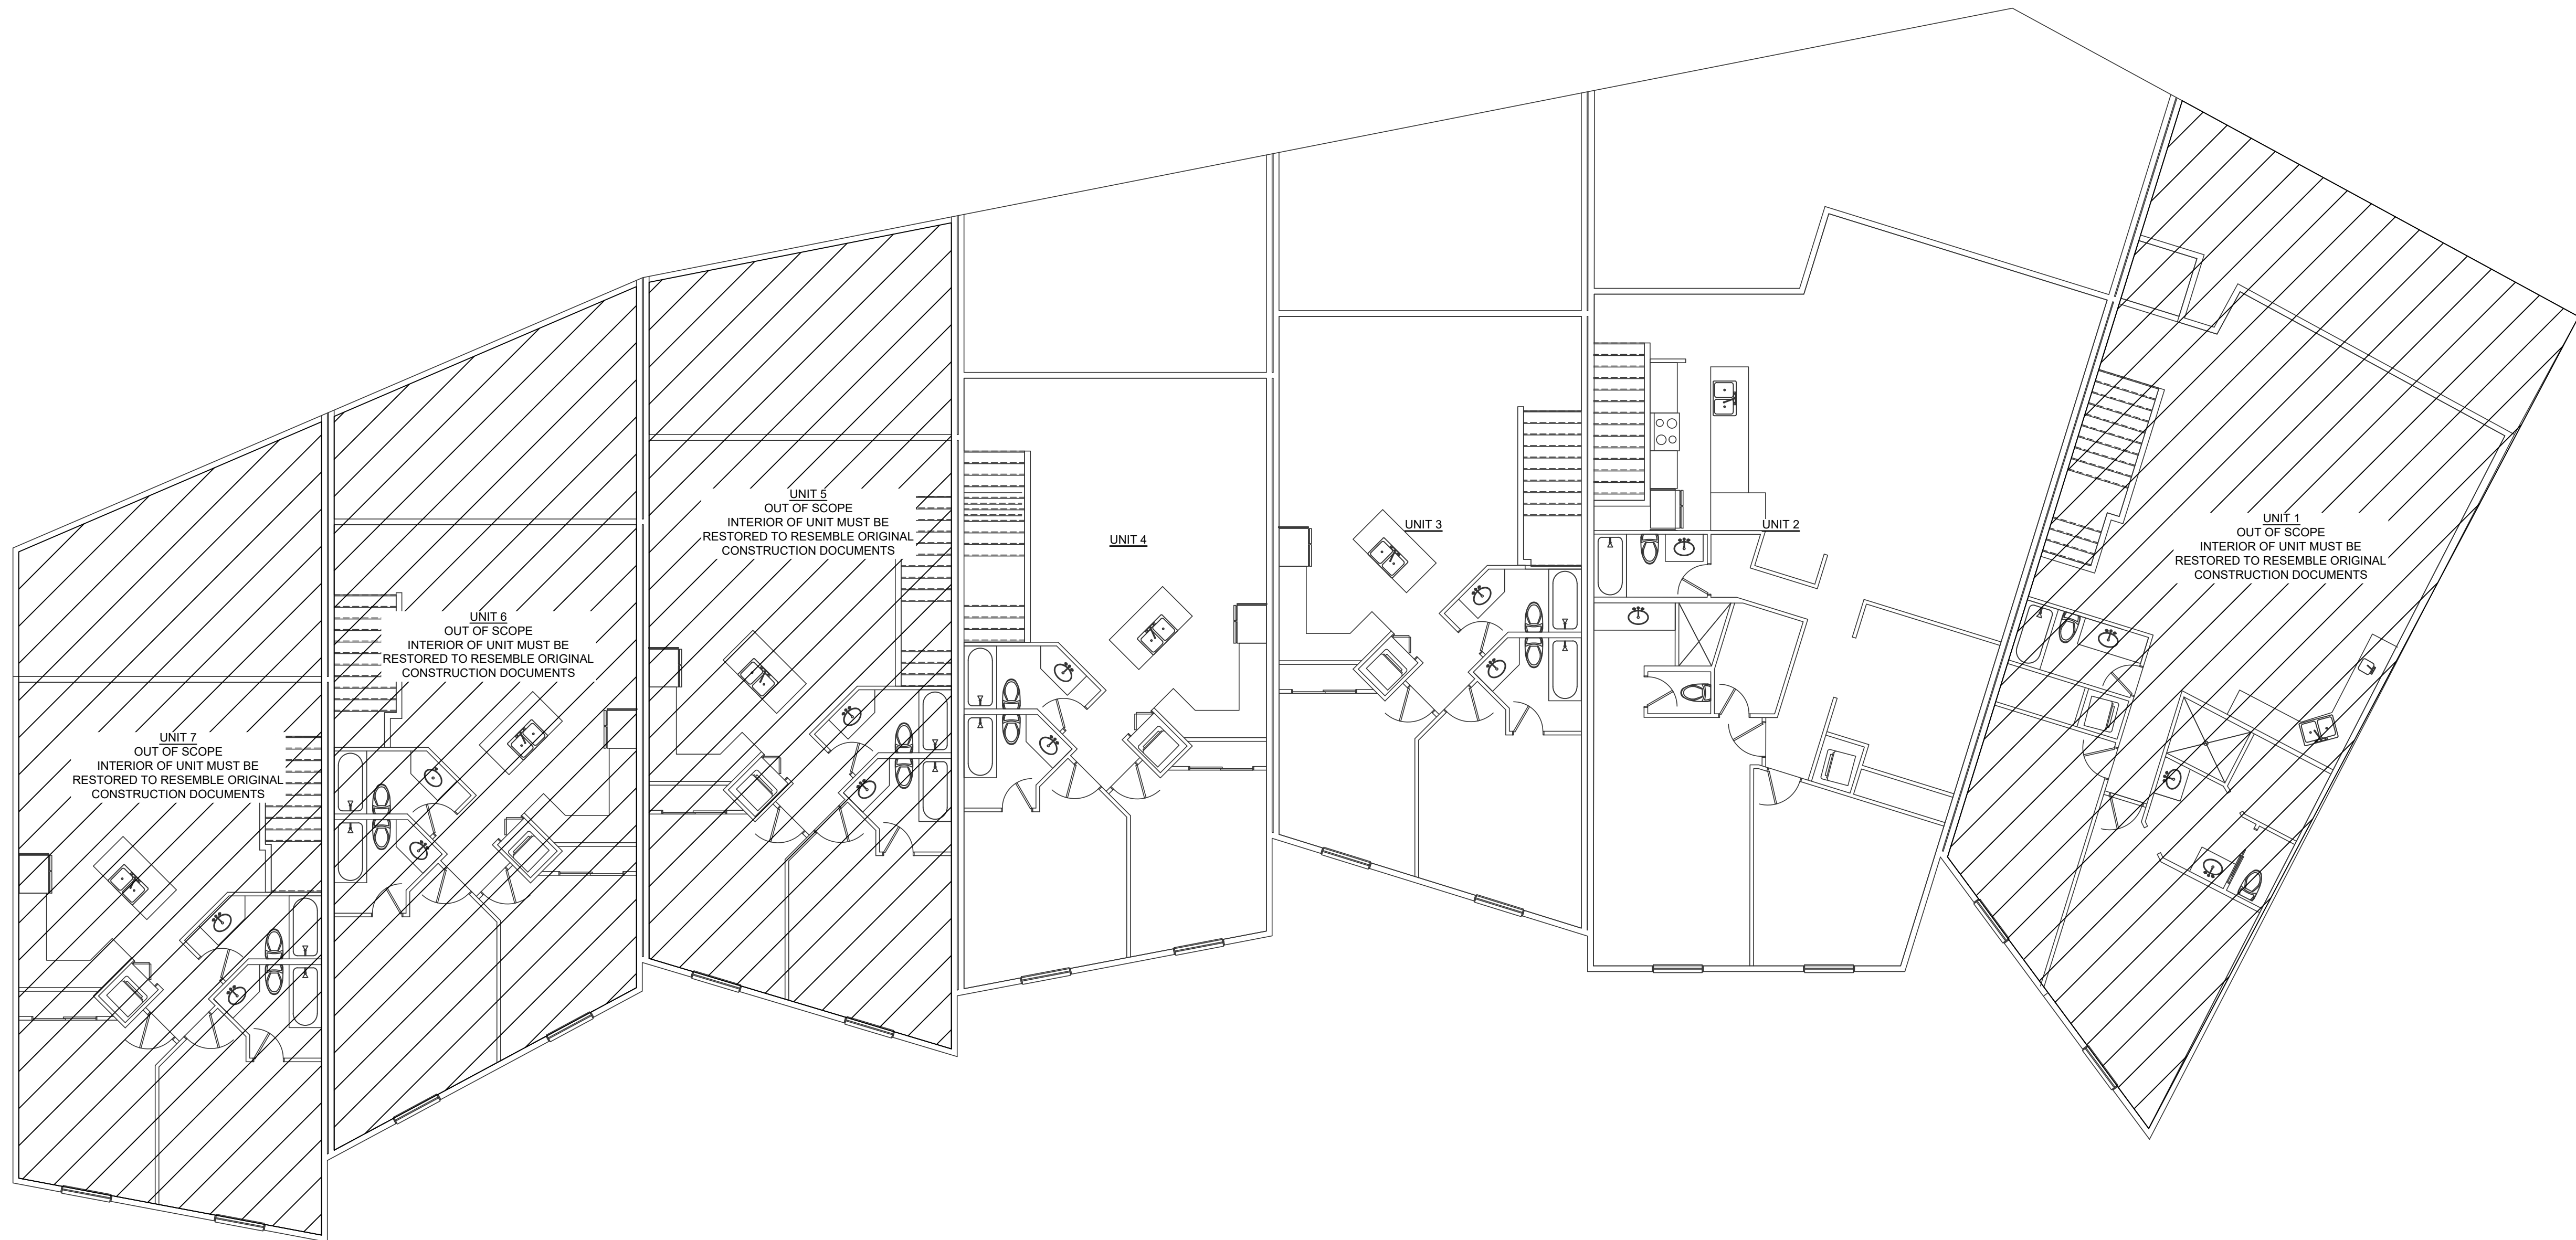 UNIT 7
OUT OF SCOPE
INTERIOR OF UNIT MUST BE
RESTORED TO RESEMBLE ORIGINAL
CONSTRUCTION DOCUMENTS
UNIT 6
OUT OF SCOPE
INTERIOR OF UNIT MUST BE
RESTORED TO RESEMBLE ORIGINAL
CONSTRUCTION DOCUMENTS
UNIT 5
OUT OF SCOPE
INTERIOR OF UNIT MUST BE
RESTORED TO RESEMBLE ORIGINAL
CONSTRUCTION DOCUMENTS
UNIT 4
UNIT 3
UNIT 2
UNIT 1
OUT OF SCOPE
INTERIOR OF UNIT MUST BE
RESTORED TO RESEMBLE ORIGINAL
CONSTRUCTION DOCUMENTS